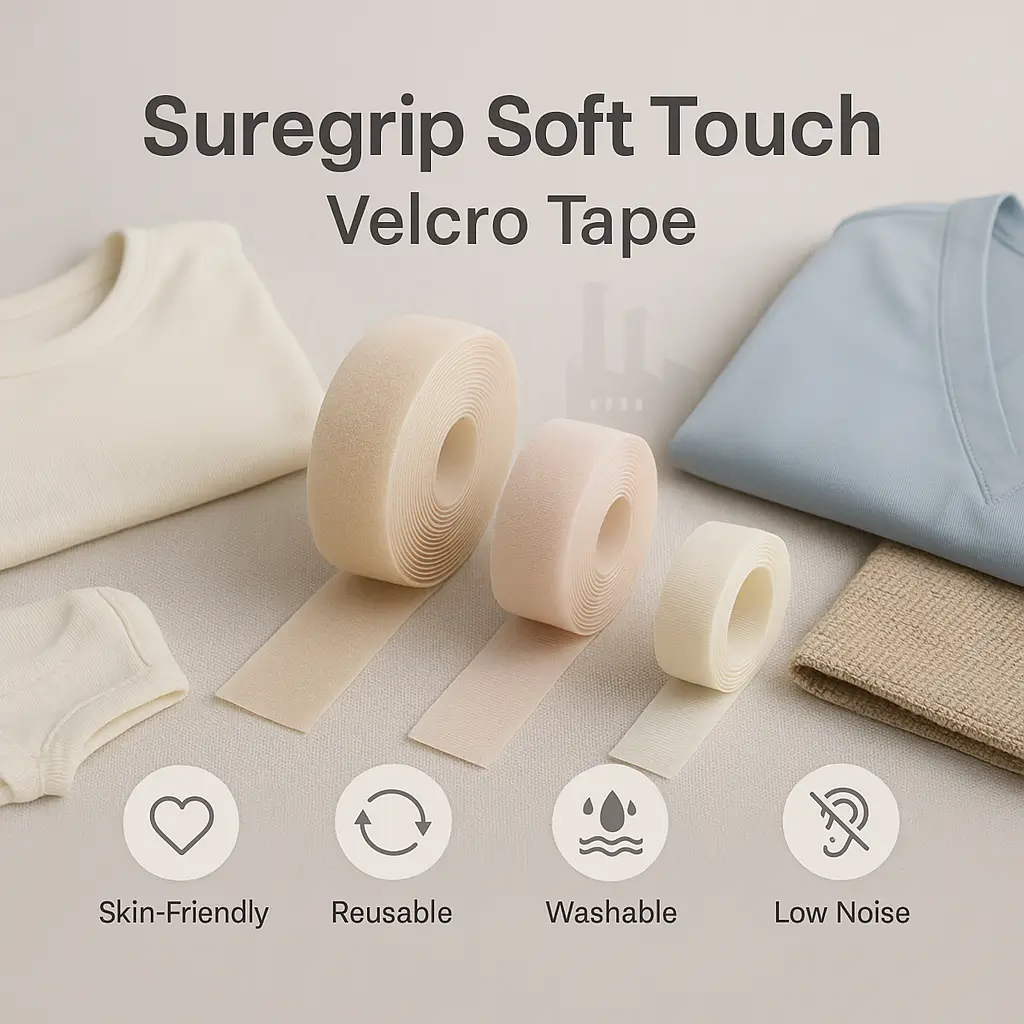 Suregrip Soft Touch
Velcro Tape
Skin-Friendly
Reusable
Washable
Low Noise